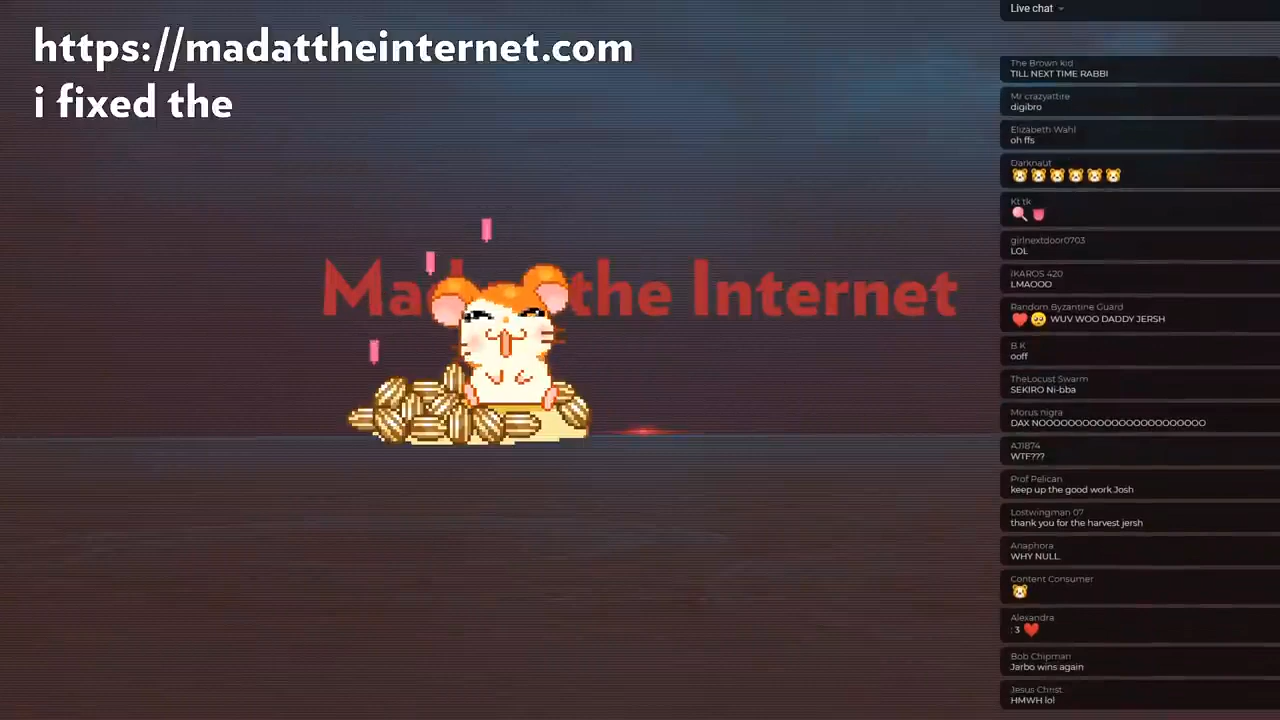 https://madattheinternet.com
i fixed the
Mad the Internet
Live chat
The Brown kid
TILL NEXT TIME RABBI
Mr crazyattire
digibro
Elizabeth Wahl
oh ffs
Darknaut
🐹🐹🐹🐹🐹🐹
Kt tk
🍭👅
girlnextdoor0703
LOL
IKAROS 420
LMAOOO
Random Byzantine Guard
❤️🥺 WUV WOO DADDY JERSH
B K
ooff
TheLocust Swarm
SEKIRO Ni-bba
Morus nigra
DAX NOOOOOOOOOOOOOOOOOOOOOOO
AJ1874
WTF???
Prof Pelican
keep up the good work Josh
Lostwingman 07
thank you for the harvest jersh
Anaphora
WHY NULL
Content Consumer
🐹
Alexandra
:3 ❤️
Bob Chipman
Jarbo wins again
Jesus Christ
HMWH lol